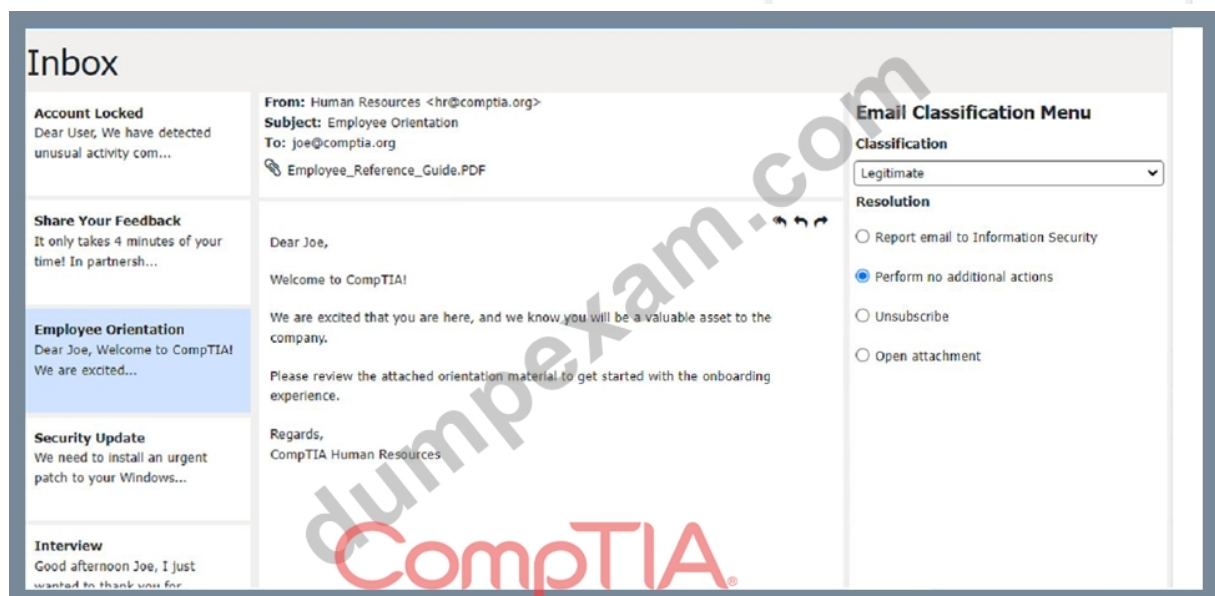 Inbox
Account Locked
Dear User, We have detected
unusual activity com...
Share Your Feedback
It only takes 4 minutes of your
time! In partnersh...
Employee Orientation
Dear Joe, Welcome to CompTIA!
We are excited...
Security Update
We need to install an urgent
patch to your Windows...
Interview
Good afternoon Joe, I just
wanted to thank you for
From: Human Resources <hr@comptia.org>
Subject: Employee Orientation
To: joe@comptia.org
Employee_Reference_Guide.PDF
Dear Joe,
Welcome to CompTIA!
We are excited that you are here, and we know you will be a valuable asset to the
company.
Please review the attached orientation material to get started with the onboarding
experience.
Regards,
CompTIA Human Resources
Email Classification Menu
Classification
Legitimate
Resolution
Report email to Information Security
Perform no additional actions
Unsubscribe
Open attachment
dumpexam.com
CompTIA.